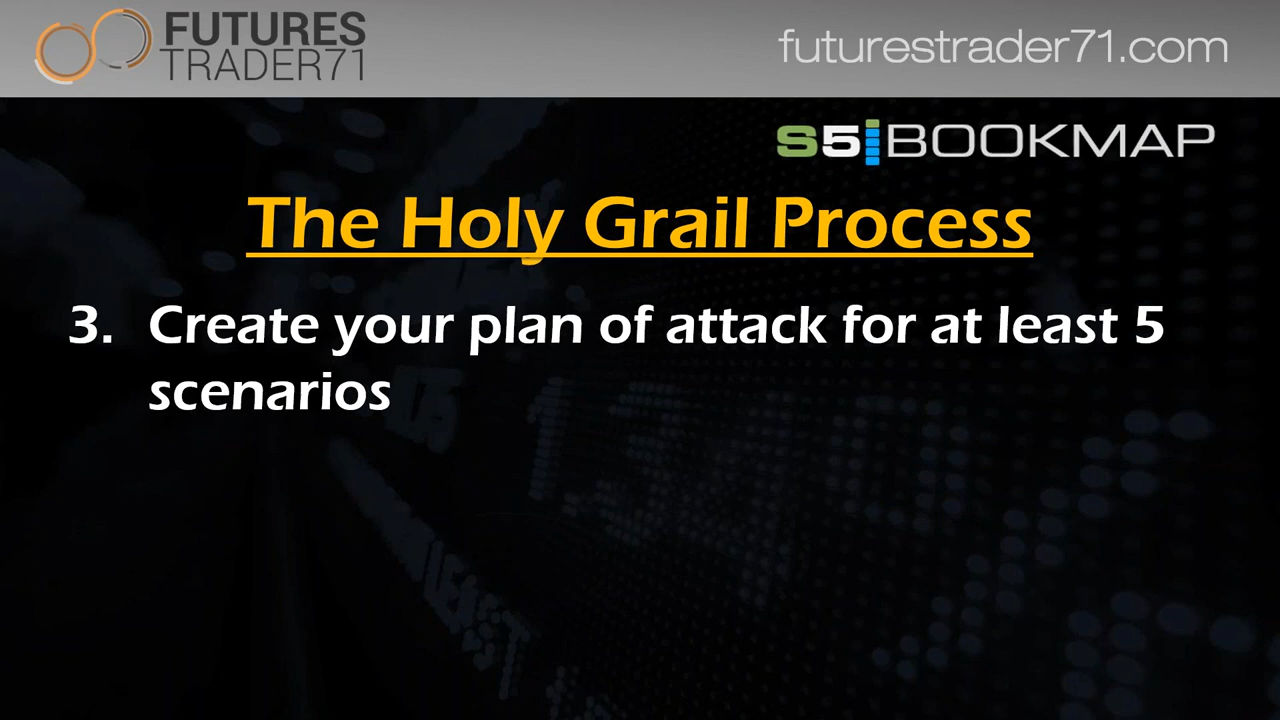 FUTURES
TRADER71
futurestrader71.com
S5 BOOKMAP
The Holy Grail Process
3. Create your plan of attack for at least 5
scenarios